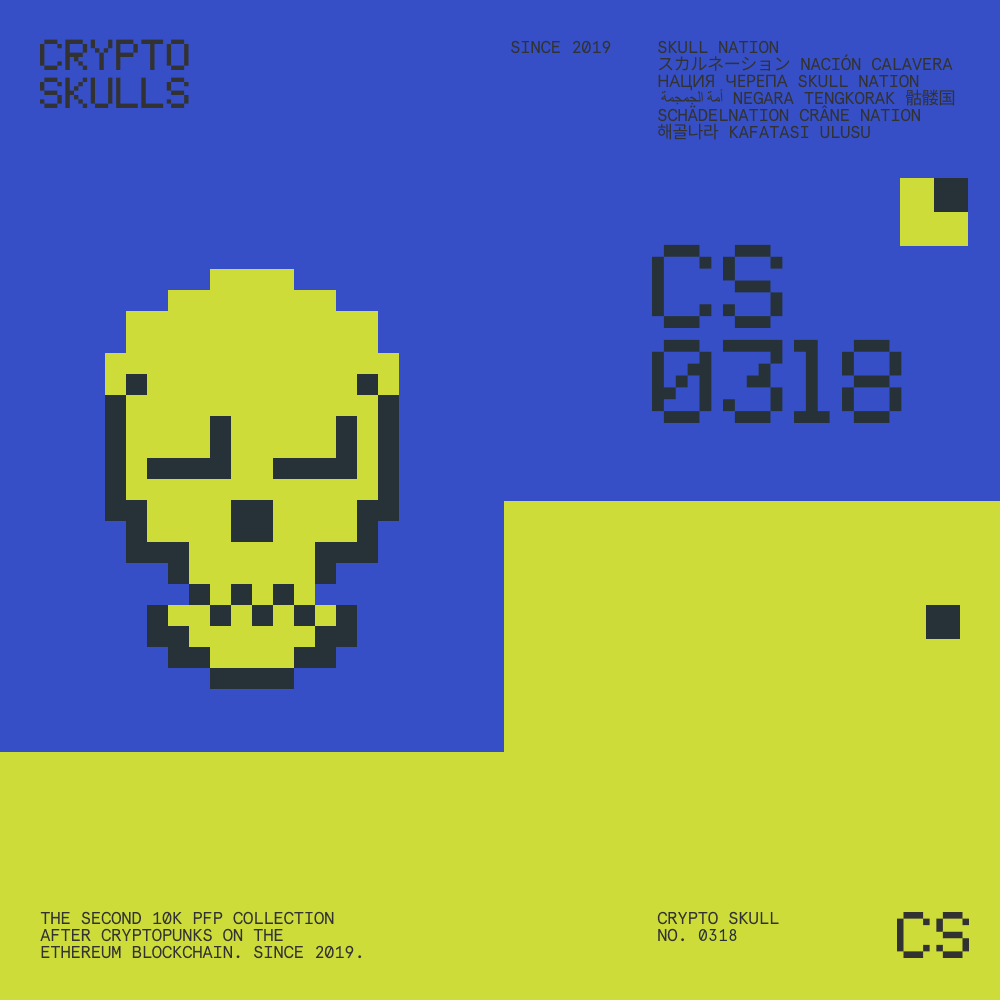 CRYPTO
SKULLS
SINCE 2019
SKULL NATION
スカルネーション NACIÓN CALAVERA
НАЦИЯ ЧЕРЕПА SKULL NATION
أمة الجمجمة NEGARA TENGKORAK 骷髅国
SCHÄDELNATION CRÂNE NATION
해골나라 KAFATASI ULUSU
CS
0318
THE SECOND 10K PFP COLLECTION
AFTER CRYPTOPUNKS ON THE
ETHEREUM BLOCKCHAIN. SINCE 2019.
CRYPTO SKULL
NO. 0318
CS